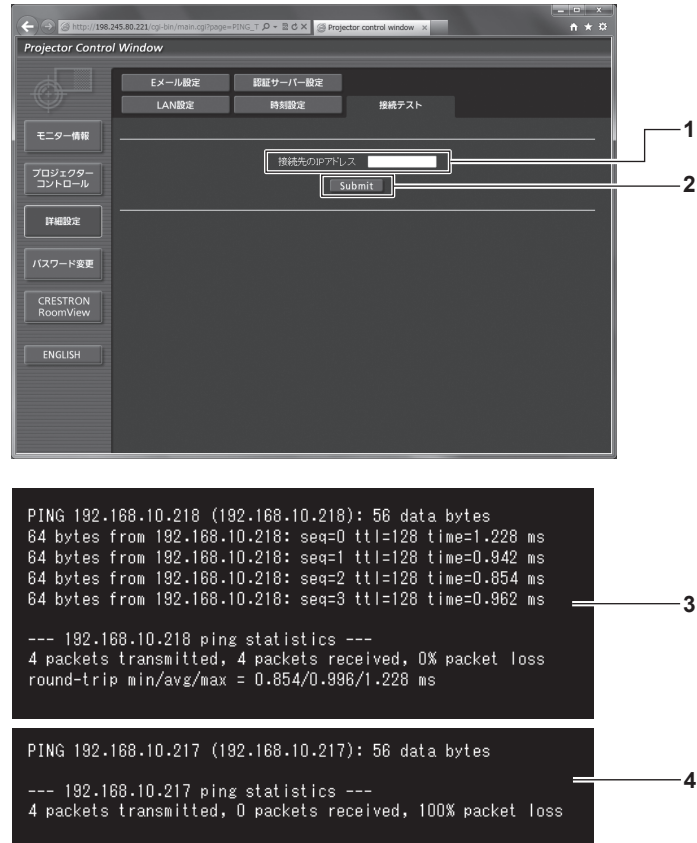 http://198.245.80.221/cgi-bin/main.cgi?page=PING_T
Projector control window
Projector Control Window
Eメール設定
認証サーバー設定
LAN設定
時刻設定
接続テスト
モニター情報
プロジェクター
コントロール
詳細設定
パスワード変更
CRESTRON
RoomView
ENGLISH
接続先のIPアドレス
Submit
1
2
PING 192.168.10.218 (192.168.10.218): 56 data bytes
64 bytes from 192.168.10.218: seq=0 ttl=128 time=1.228 ms
64 bytes from 192.168.10.218: seq=1 ttl=128 time=0.942 ms
64 bytes from 192.168.10.218: seq=2 ttl=128 time=0.854 ms
64 bytes from 192.168.10.218: seq=3 ttl=128 time=0.962 ms
3
--- 192.168.10.218 ping statistics ---
4 packets transmitted, 4 packets received, 0% packet loss
round-trip min/avg/max = 0.854/0.996/1.228 ms
PING 192.168.10.217 (192.168.10.217): 56 data bytes
4
--- 192.168.10.217 ping statistics ---
4 packets transmitted, 0 packets received, 100% packet loss